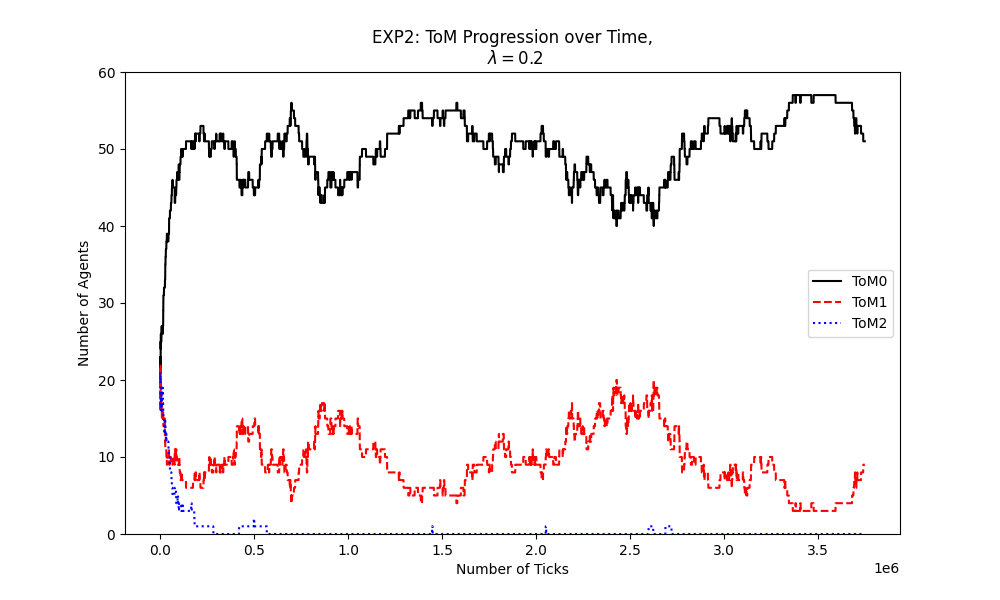 EXP2: ToM Progression over Time,
λ = 0.2
Number of Agents
60
50
40
30
20
10
0
ToM0
ToM1
ToM2
0.0 0.5 1.0 1.5 2.0 2.5 3.0 3.5
1e6
Number of Ticks